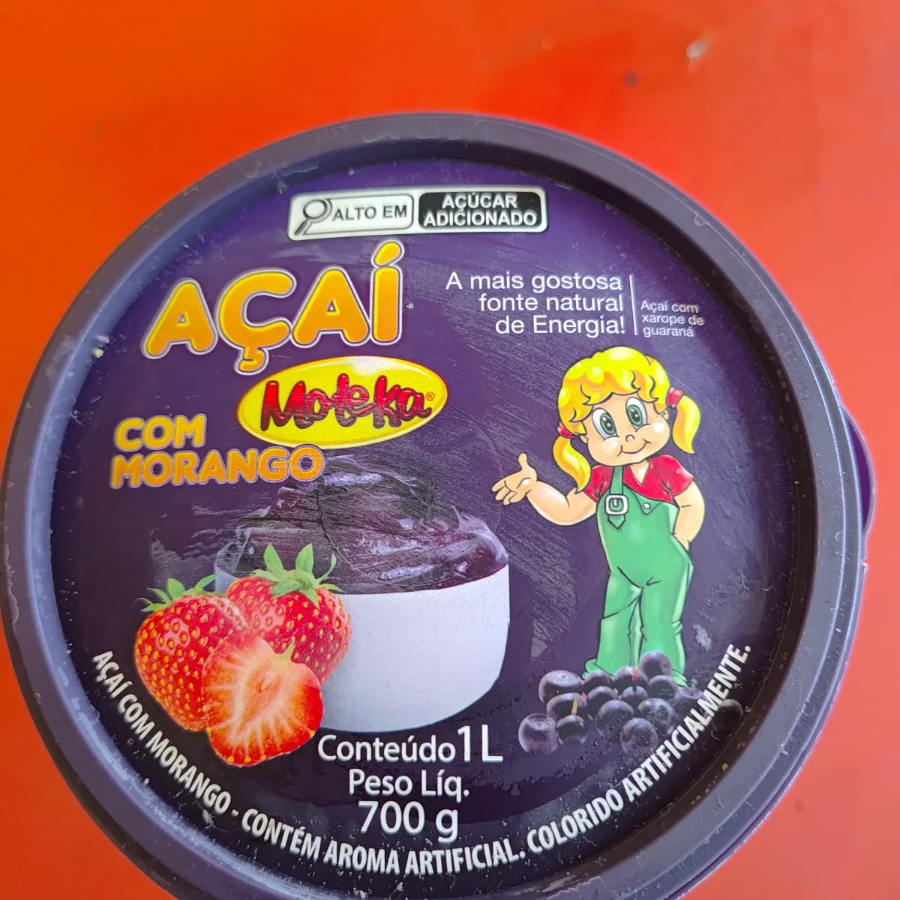 ALTO EM
AÇÚCAR
ADICIONADO
AÇAÍ
A mais gostosa
fonte natural
de Energia!
Açaí com
xarope de
guaraná
Moleka®
COM
MORANGO
Conteúdo 1 L
Peso Líq.
700 g
AÇAÍ COM MORANGO - CONTÉM AROMA ARTIFICIAL. COLORIDO ARTIFICIALMENTE.